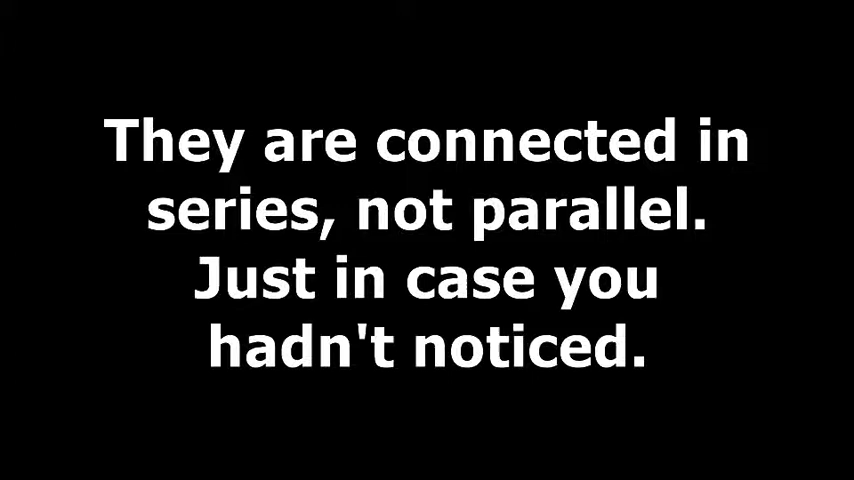 They are connected in
series, not parallel.
Just in case you
hadn't noticed.